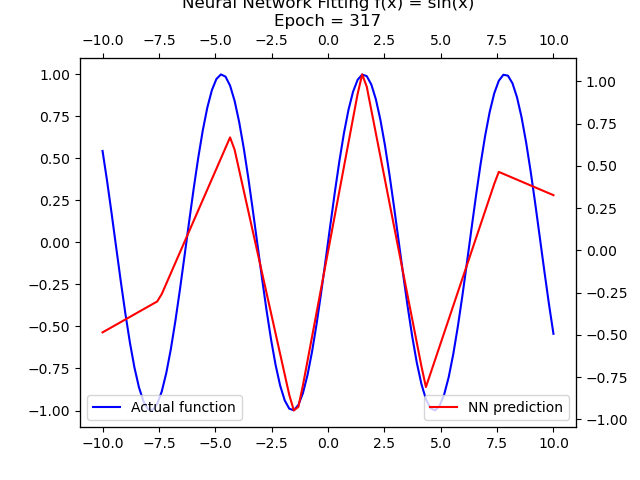 Neural Network Fitting f(x) = sin(x)
Epoch = 317
−10.0 −7.5 −5.0 −2.5 0.0 2.5 5.0 7.5 10.0
1.00 1.00
0.75 0.75
0.50 0.50
0.25 0.25
0.00 0.00
−0.25 −0.25
−0.50 −0.50
−0.75 −0.75
−1.00 −1.00
Actual function NN prediction
−10.0 −7.5 −5.0 −2.5 0.0 2.5 5.0 7.5 10.0